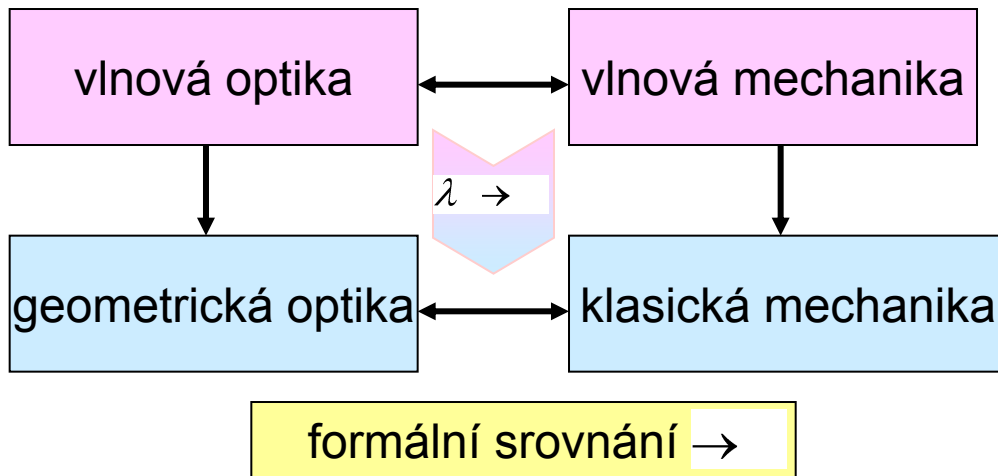 vlnová optika
vlnová mechanika
λ →
geometrická optika
klasická mechanika
formální srovnání →